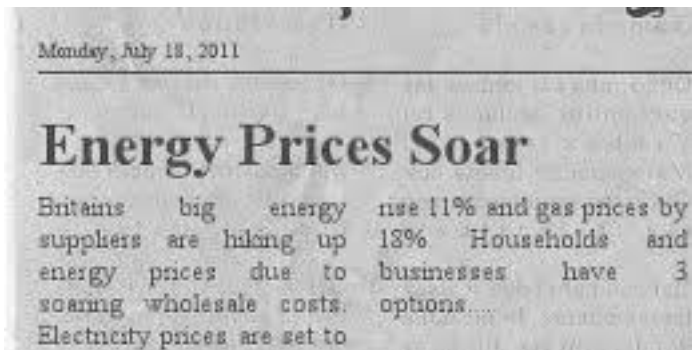 Monday, July 18, 2011
Energy Prices Soar
Britains big energy
suppliers are hiking up
energy prices due to
soaring wholesale costs.
Electricity prices are set to
rise 11% and gas prices by
18% Households and
businesses have 3
options....